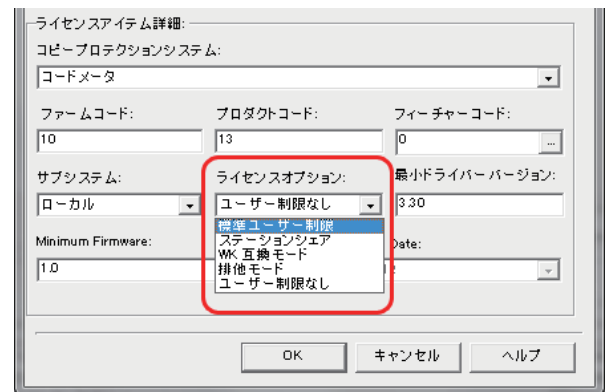 ライセンスアイテム詳細:
コピープロテクションシステム:
コードメータ
ファームコード: プロダクトコード: フィーチャーコード:
10 13 0 ...
サブシステム: ライセンスオプション: 最小ドライバー バージョン:
ローカル ユーザー制限なし 3.30
標準ユーザー制限
ステーションシェア
Minimum Firmware: WK 互換モード Date:
1.0 排他モード
ユーザー制限なし
OK キャンセル ヘルプ